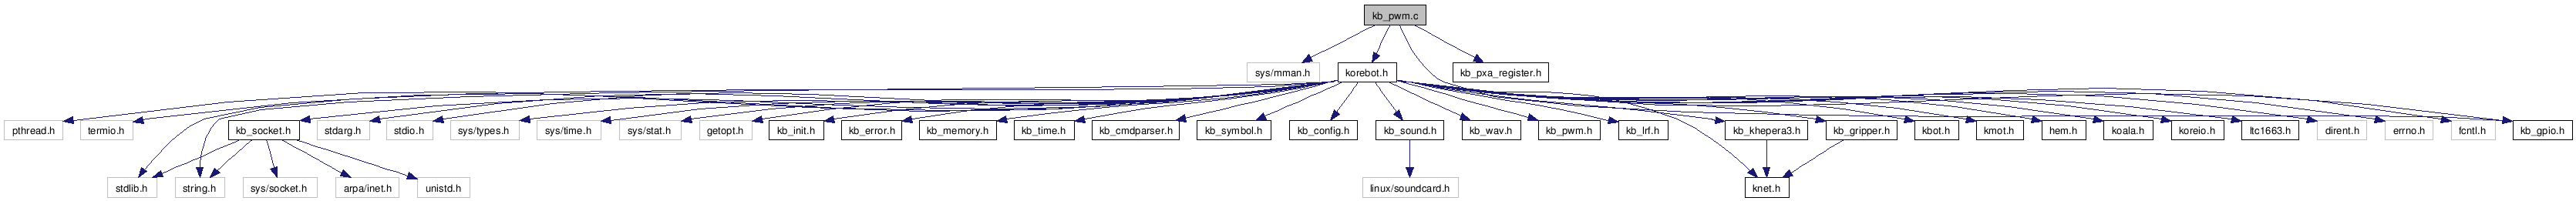 kb_pwm.c
sys/mman.h
korebot.h
kb_pxa_register.h
pthread.h
termio.h
kb_socket.h
stdarg.h
stdio.h
sys/types.h
sys/time.h
sys/stat.h
getopt.h
kb_init.h
kb_error.h
kb_memory.h
kb_time.h
kb_cmdparser.h
kb_symbol.h
kb_config.h
kb_sound.h
kb_wav.h
kb_pwm.h
kb_lrf.h
kb_khepera3.h
kb_gripper.h
kbot.h
kmot.h
hem.h
koala.h
koreio.h
ltc1663.h
dirent.h
errno.h
fcntl.h
kb_gpio.h
stdlib.h
string.h
sys/socket.h
arpa/inet.h
unistd.h
linux/soundcard.h
knet.h